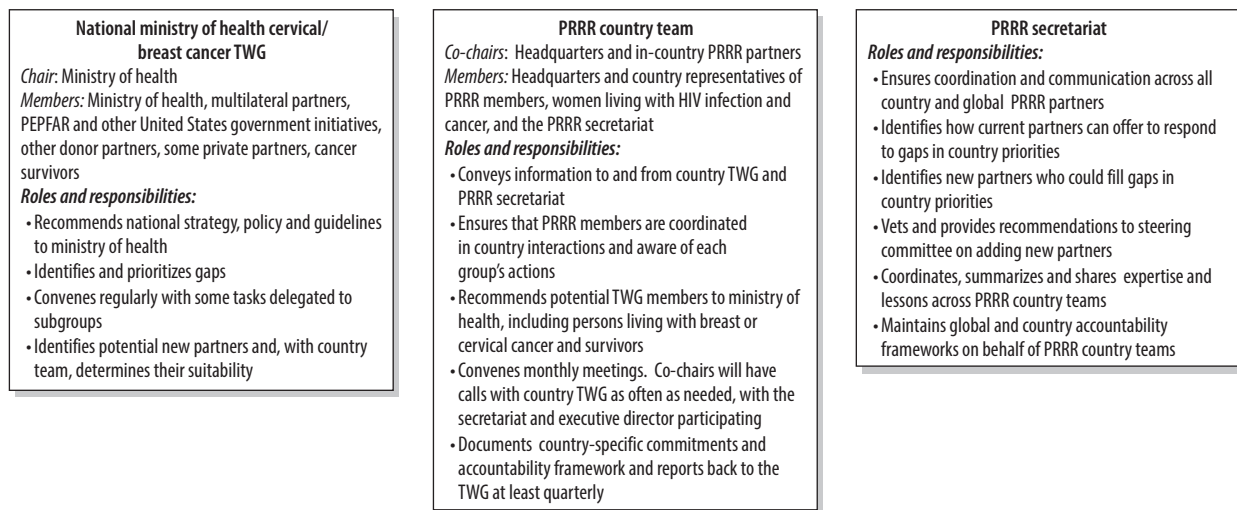 National ministry of health cervical/
breast cancer TWG
Chair: Ministry of health
Members: Ministry of health, multilateral partners,
PEPFAR and other United States government initiatives,
other donor partners, some private partners, cancer
survivors
Roles and responsibilities:
• Recommends national strategy, policy and guidelines
to ministry of health
• Identifies and prioritizes gaps
• Convenes regularly with some tasks delegated to
subgroups
• Identifies potential new partners and, with country
team, determines their suitability
PRRR country team
Co-chairs: Headquarters and in-country PRRR partners
Members: Headquarters and country representatives of
PRRR members, women living with HIV infection and
cancer, and the PRRR secretariat
Roles and responsibilities:
• Conveys information to and from country TWG and
PRRR secretariat
• Ensures that PRRR members are coordinated
in country interactions and aware of each
group's actions
• Recommends potential TWG members to ministry of
health, including persons living with breast or
cervical cancer and survivors
• Convenes monthly meetings. Co-chairs will have
calls with country TWG as often as needed, with the
secretariat and executive director participating
• Documents country-specific commitments and
accountability framework and reports back to the
TWG at least quarterly
PRRR secretariat
Roles and responsibilities:
• Ensures coordination and communication across all
country and global PRRR partners
• Identifies how current partners can offer to respond
to gaps in country priorities
• Identifies new partners who could fill gaps in
country priorities
• Vets and provides recommendations to steering
committee on adding new partners
• Coordinates, summarizes and shares expertise and
lessons across PRRR country teams
• Maintains global and country accountability
frameworks on behalf of PRRR country teams